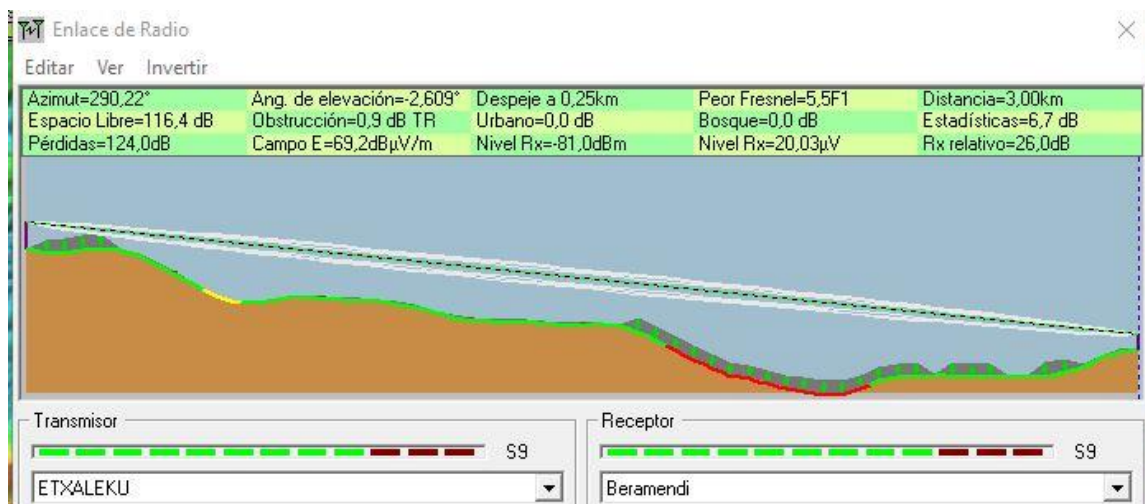 Enlace de Radio
Editar Ver Invertir
Azimut=290,22° Ang. de elevación=-2,609° Despeje a 0,25km Peor Fresnel=5,5F1 Distancia=3,00km
Espacio Libre=116,4 dB Obstrucción=0,9 dB TR Urbano=0,0 dB Bosque=0,0 dB Estadísticas=6,7 dB
Pérdidas=124,0dB Campo E=69,2dBμV/m Nivel Rx=-81,0dBm Nivel Rx=20,03μV Rx relativo=26,0dB
Transmisor Receptor
S9 S9
ETXALEKU Beramendi